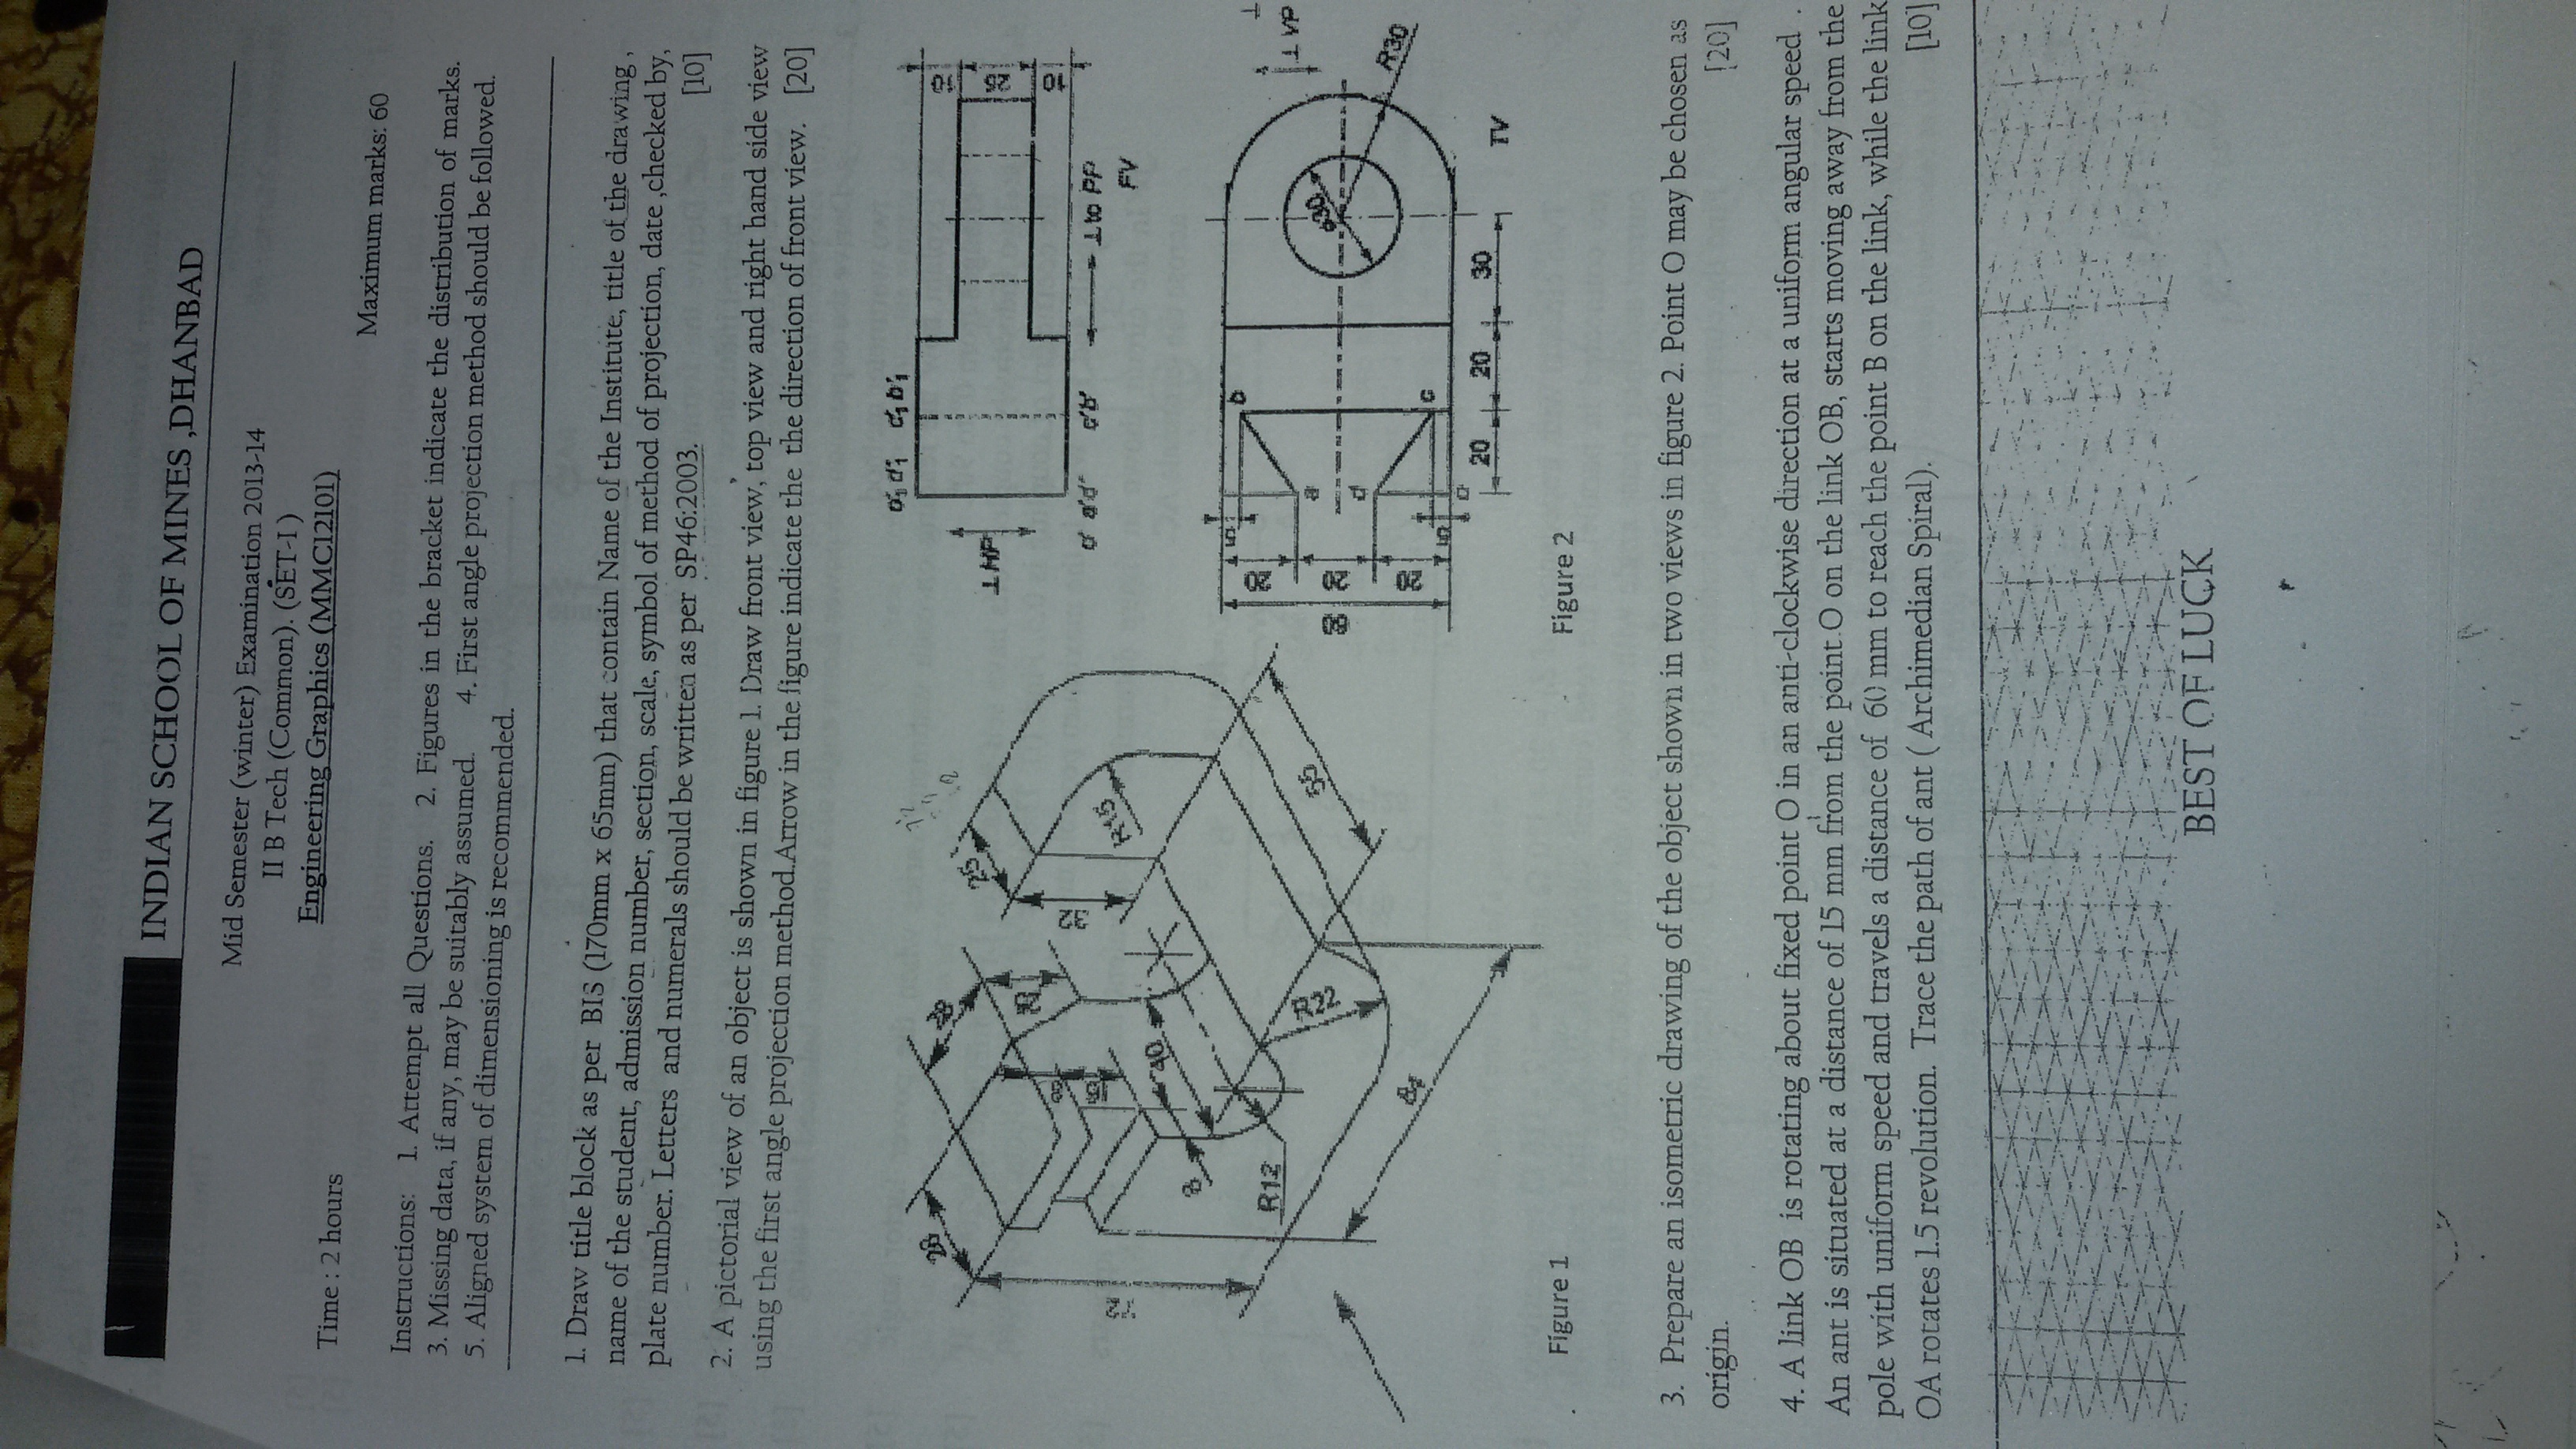 INDIAN SCHOOL OF MINES ,DHANBAD
Mid Semester (winter) Examination 2013-14
II B Tech (Common). (SET-I )
Engineering Graphics (MMC12101)
Time : 2 hours
Maximum marks: 60
Instructions: 1. Attempt all Questions. 2. Figures in the bracket indicate the distribution of marks.
3. Missing data, if any, may be suitably assumed. 4. First angle projection method should be followed.
5. Aligned system of dimensioning is recommended.
1. Draw title block as per BIS (170mm x 65mm) that contain Name of the Institute, title of the drawing ,
name of the student, admission number, section, scale, symbol of method of projection, date ,checked by,
plate number. Letters and numerals should be written as per SP46:2003. [10]
2. A pictorial view of an object is shown in figure 1. Draw front view, top view and right hand side view
using the first angle projection method.Arrow in the figure indicate the the direction of front view. [20]
28
25
32
72
8
40
R15
8
R12
R22
55
84
⊥HP
10
25
10
⊥to PP
FV
5
20
60
20
20
5
a
b
c
d
o
ϕ30
R30
⊥ VP
20 20 30
TV
Figure 1
Figure 2
3. Prepare an isometric drawing of the object shown in two views in figure 2. Point O may be chosen as
origin. [20]
4. A link OB is rotating about fixed point O in an anti-clockwise direction at a uniform angular speed .
An ant is situated at a distance of 15 mm from the point O on the link OB, starts moving away from the
pole with uniform speed and travels a distance of 60 mm to reach the point B on the link, while the link
OA rotates 1.5 revolution. Trace the path of ant ( Archimedian Spiral). [10]
BEST OF LUCK